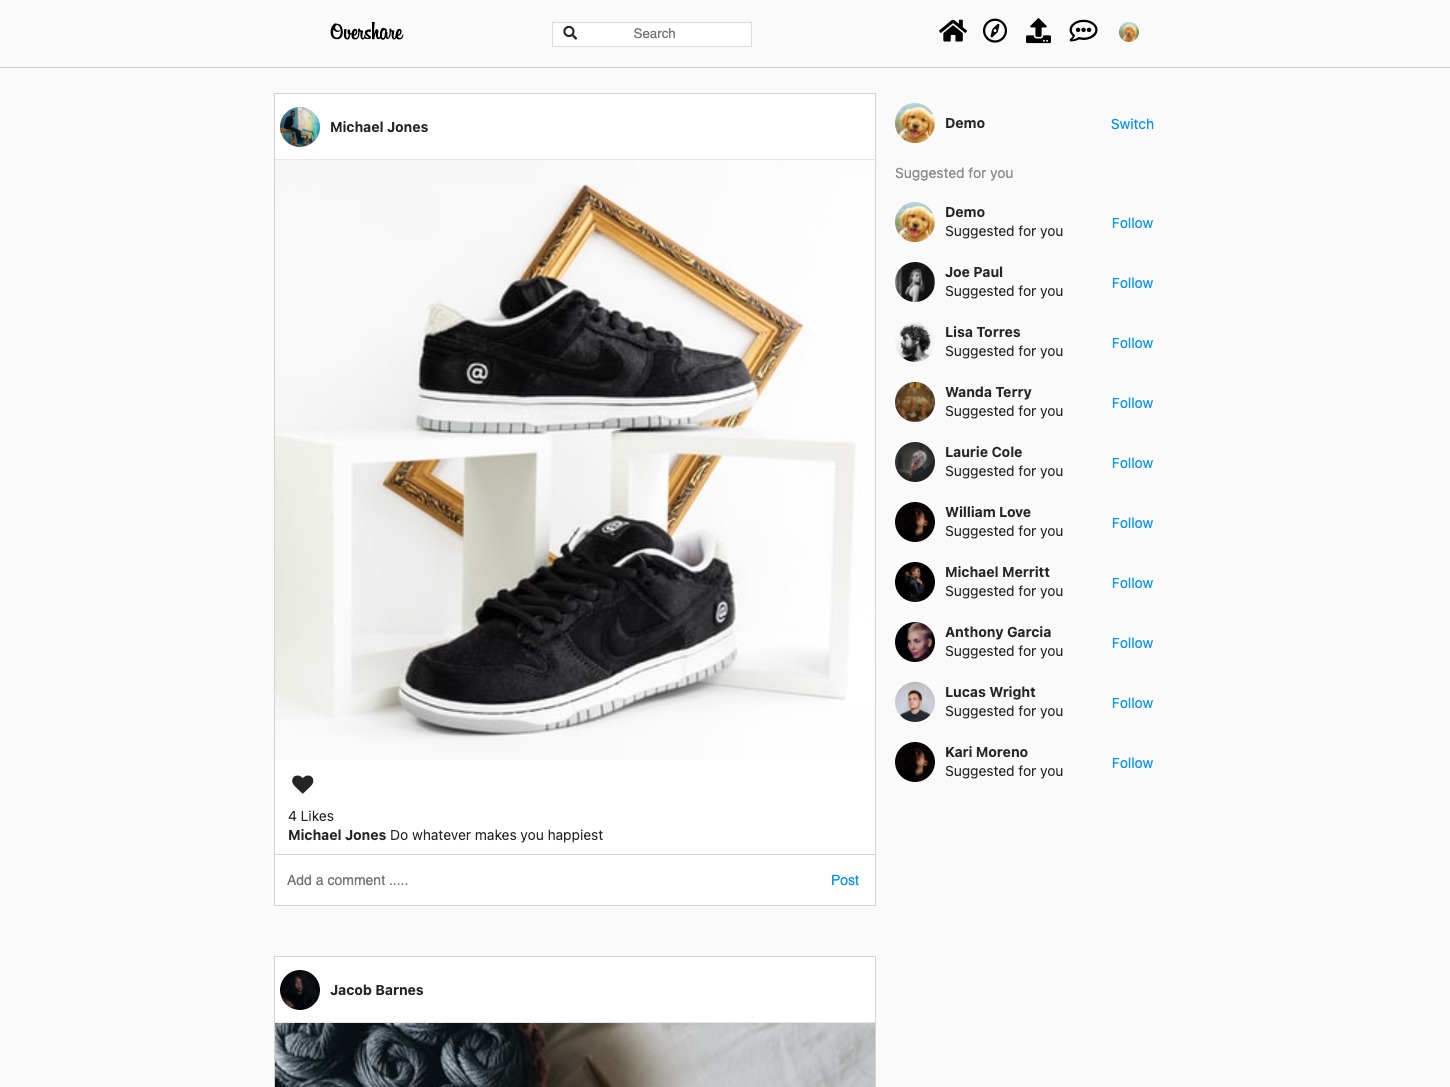 Overshare
Search
Michael Jones
@
@
4 Likes
Michael Jones Do whatever makes you happiest
Add a comment .....
Post
Jacob Barnes
Demo
Switch
Suggested for you
Demo
Suggested for you
Follow
Joe Paul
Suggested for you
Follow
Lisa Torres
Suggested for you
Follow
Wanda Terry
Suggested for you
Follow
Laurie Cole
Suggested for you
Follow
William Love
Suggested for you
Follow
Michael Merritt
Suggested for you
Follow
Anthony Garcia
Suggested for you
Follow
Lucas Wright
Suggested for you
Follow
Kari Moreno
Suggested for you
Follow